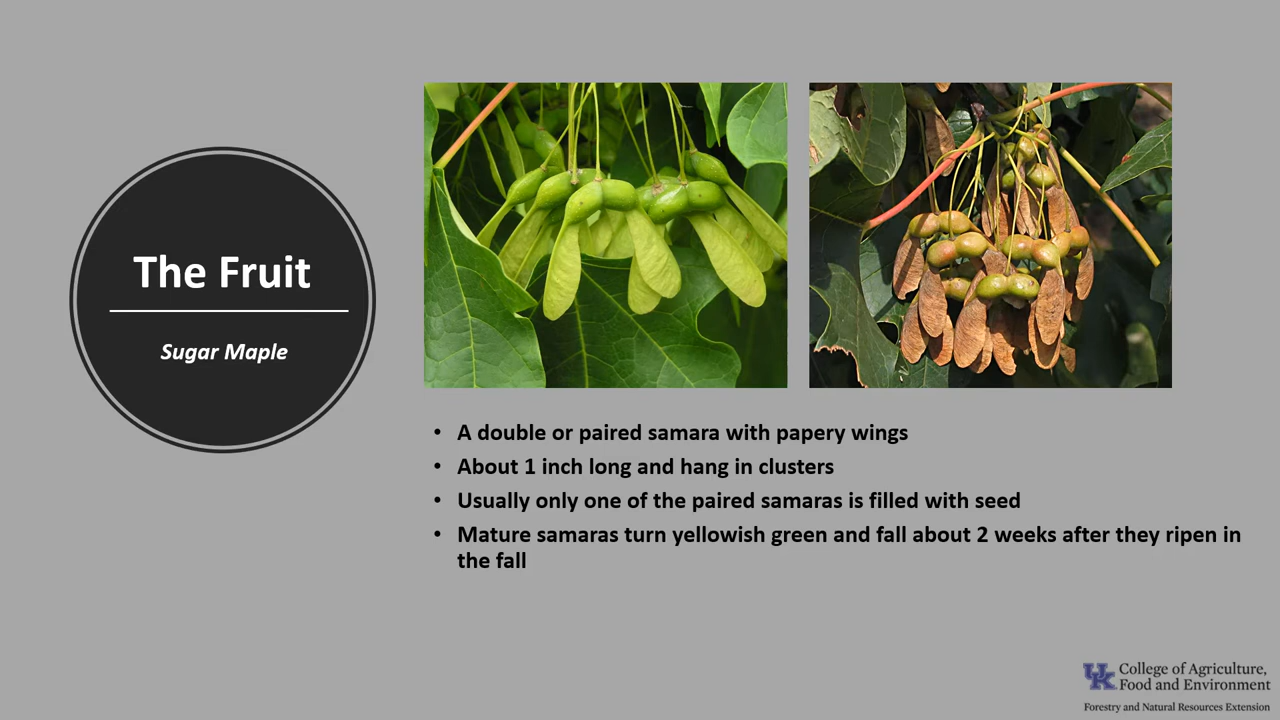 The Fruit
Sugar Maple
• A double or paired samara with papery wings
• About 1 inch long and hang in clusters
• Usually only one of the paired samaras is filled with seed
• Mature samaras turn yellowish green and fall about 2 weeks after they ripen in
the fall
UK College of Agriculture,
Food and Environment
Forestry and Natural Resources Extension